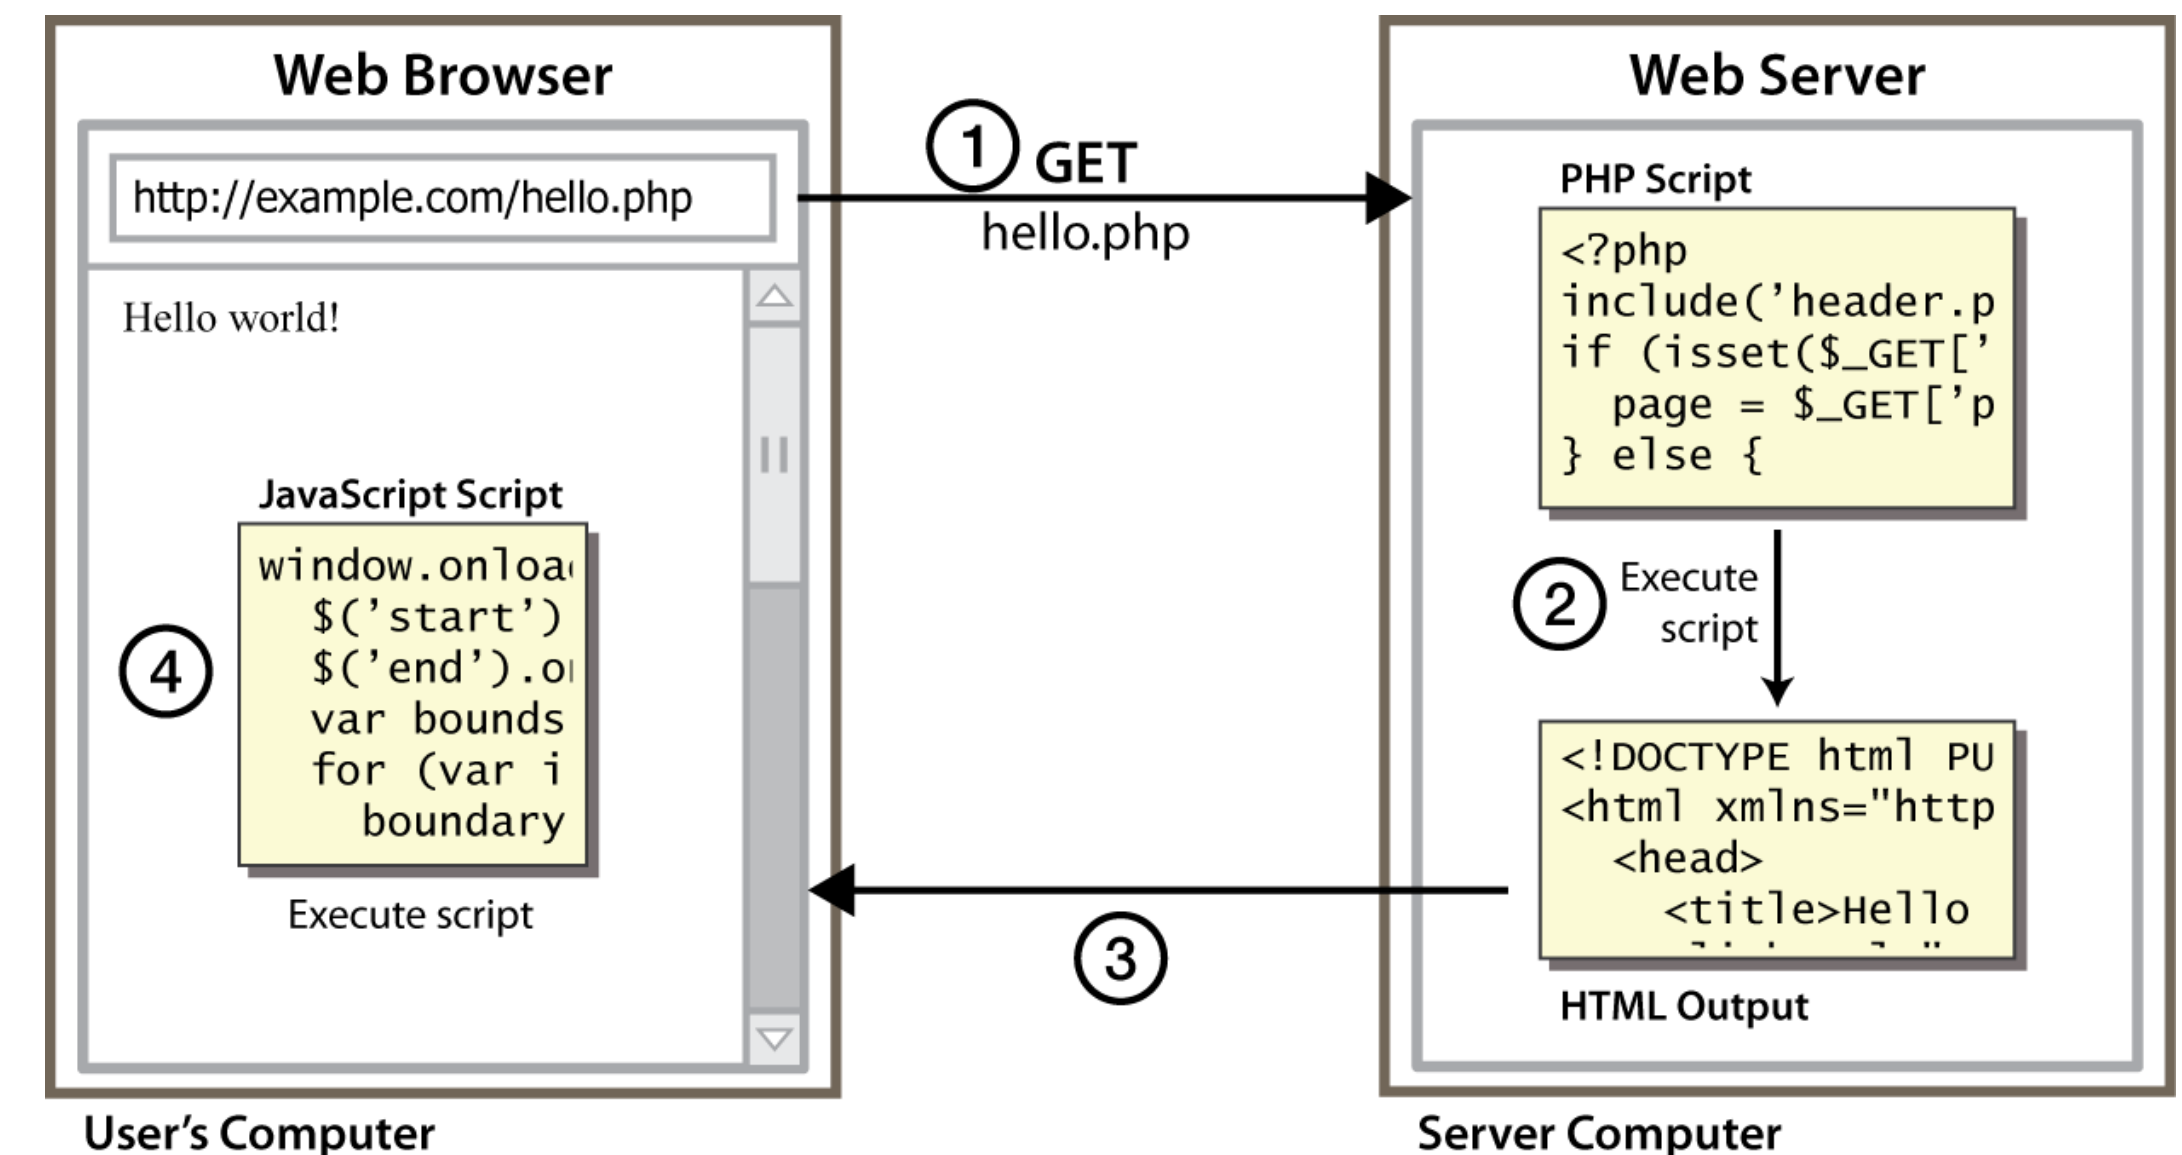 Web Browser
http://example.com/hello.php
Hello world!
JavaScript Script
window.onloa
$('start')
$('end').o
var bounds
for (var i
boundary
4
Execute script
User's Computer
1 GET
hello.php
3
Web Server
PHP Script
<?php
include('header.p
if (isset($_GET['
page = $_GET['p
} else {
2 Execute
script
<!DOCTYPE html PU
<html xmlns="http
<head>
<title>Hello
HTML Output
Server Computer